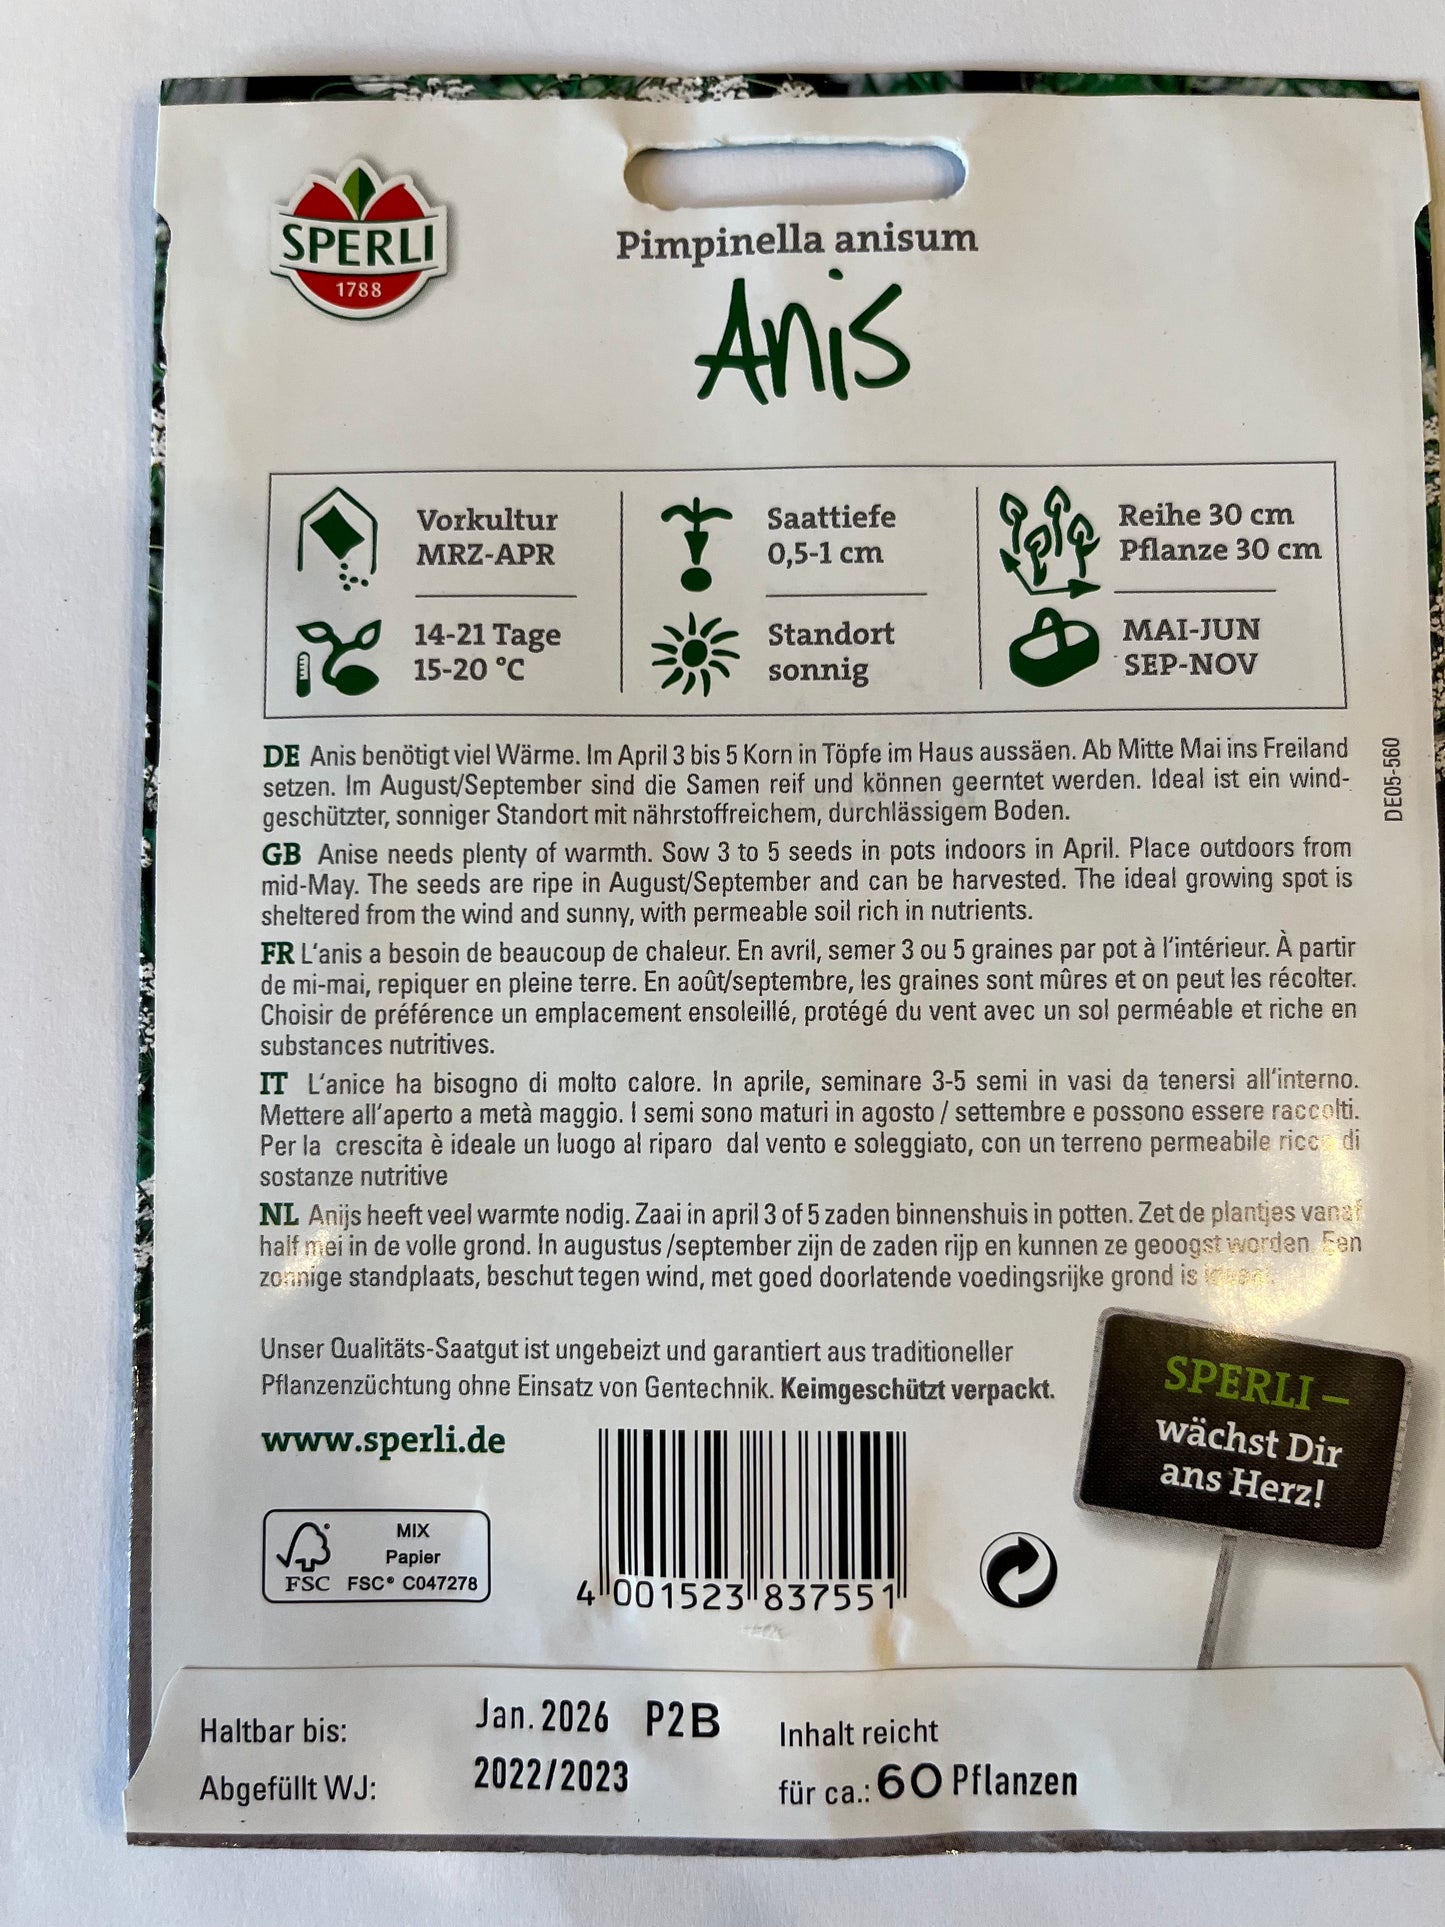 SPERLI
1788
Pimpinella anisum
Anis
Vorkultur
MRZ-APR
14-21 Tage
15-20 °C
Saattiefe
0,5-1 cm
Standort
sonnig
Reihe 30 cm
Pflanze 30 cm
MAI-JUN
SEP-NOV
DE Anis benötigt viel Wärme. Im April 3 bis 5 Korn in Töpfe im Haus aussäen. Ab Mitte Mai ins Freiland
setzen. Im August/September sind die Samen reif und können geerntet werden. Ideal ist ein wind-
geschützter, sonniger Standort mit nährstoffreichem, durchlässigem Boden.
GB Anise needs plenty of warmth. Sow 3 to 5 seeds in pots indoors in April. Place outdoors from
mid-May. The seeds are ripe in August/September and can be harvested. The ideal growing spot is
sheltered from the wind and sunny, with permeable soil rich in nutrients.
FR L‘anis a besoin de beaucoup de chaleur. En avril, semer 3 ou 5 graines par pot à l’intérieur. À partir
de mi-mai, repiquer en pleine terre. En août/septembre, les graines sont mûres et on peut les récolter.
Choisir de préférence un emplacement ensoleillé, protégé du vent avec un sol perméable et riche en
substances nutritives.
IT L‘anice ha bisogno di molto calore. In aprile, seminare 3-5 semi in vasi da tenersi all‘interno.
Mettere all‘aperto a metà maggio. I semi sono maturi in agosto / settembre e possono essere raccolti.
Per la crescita è ideale un luogo al riparo dal vento e soleggiato, con un terreno permeabile ricco di
sostanze nutritive
NL Anijs heeft veel warmte nodig. Zaai in april 3 of 5 zaden binnenshuis in potten. Zet de plantjes vanaf
half mei in de volle grond. In augustus /september zijn de zaden rijp en kunnen ze geoogst worden. Een
zonnige standplaats, beschut tegen wind, met goed doorlatende voedingsrijke grond is
DE05-560
Unser Qualitäts-Saatgut ist ungebeizt und garantiert aus traditioneller
Pflanzenzüchtung ohne Einsatz von Gentechnik. Keimgeschützt verpackt.
www.sperli.de
SPERLI –
wächst Dir
ans Herz!
MIX
Papier
FSC FSC® C047278
4 001523 837551
Haltbar bis: Jan. 2026 P2B
Abgefüllt WJ: 2022/2023
Inhalt reicht
für ca.: 60 Pflanzen